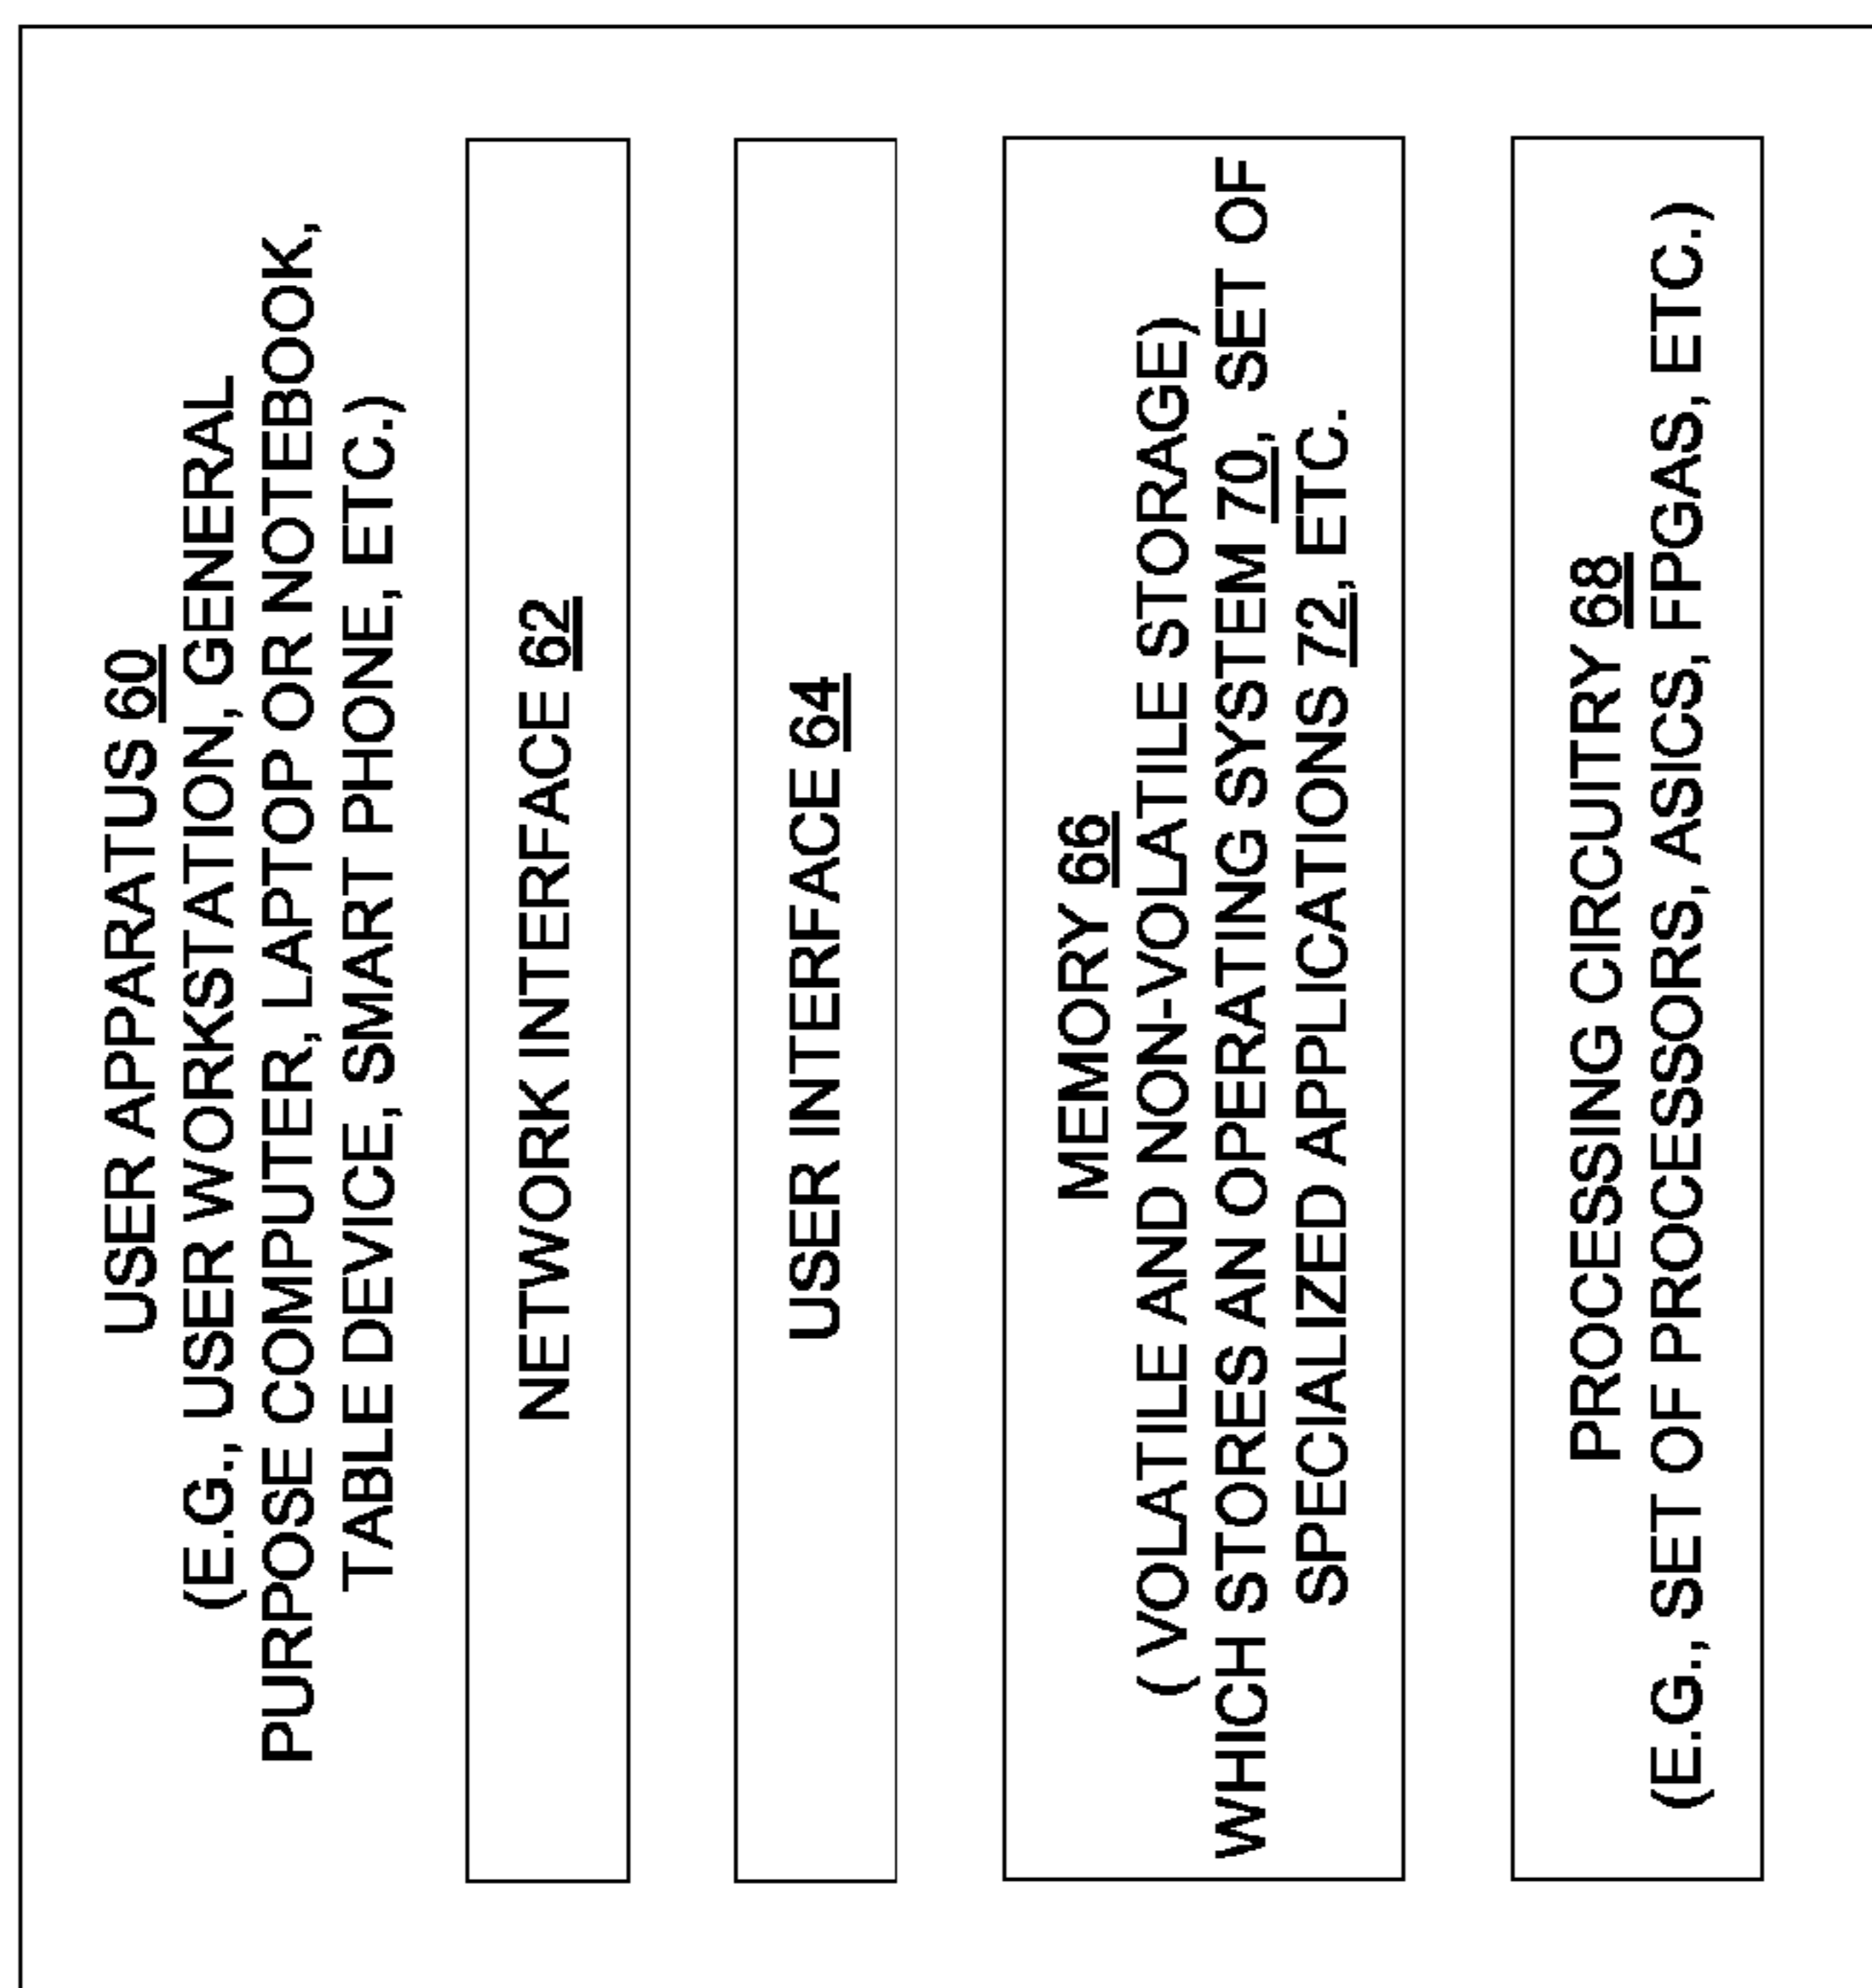 USER APPARATUS 60
(E.G., USER WORKSTATION, GENERAL
PURPOSE COMPUTER, LAPTOP OR NOTEBOOK,
TABLE DEVICE, SMART PHONE, ETC.)
NETWORK INTERFACE 62
USER INTERFACE 64
MEMORY 66
( VOLATILE AND NON-VOLATILE STORAGE)
WHICH STORES AN OPERATING SYSTEM 70, SET OF
SPECIALIZED APPLICATIONS 72, ETC.
PROCESSING CIRCUITRY 68
(E.G., SET OF PROCESSORS, ASICS, FPGAS, ETC.)